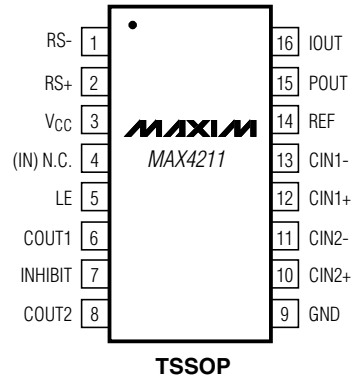 RS- 1 16 IOUT
RS+ 2 15 POUT
VCC 3 MAXIM 14 REF
(IN) N.C. 4 MAX4211 13 CIN1-
LE 5 12 CIN1+
COUT1 6 11 CIN2-
INHIBIT 7 10 CIN2+
COUT2 8 9 GND
TSSOP